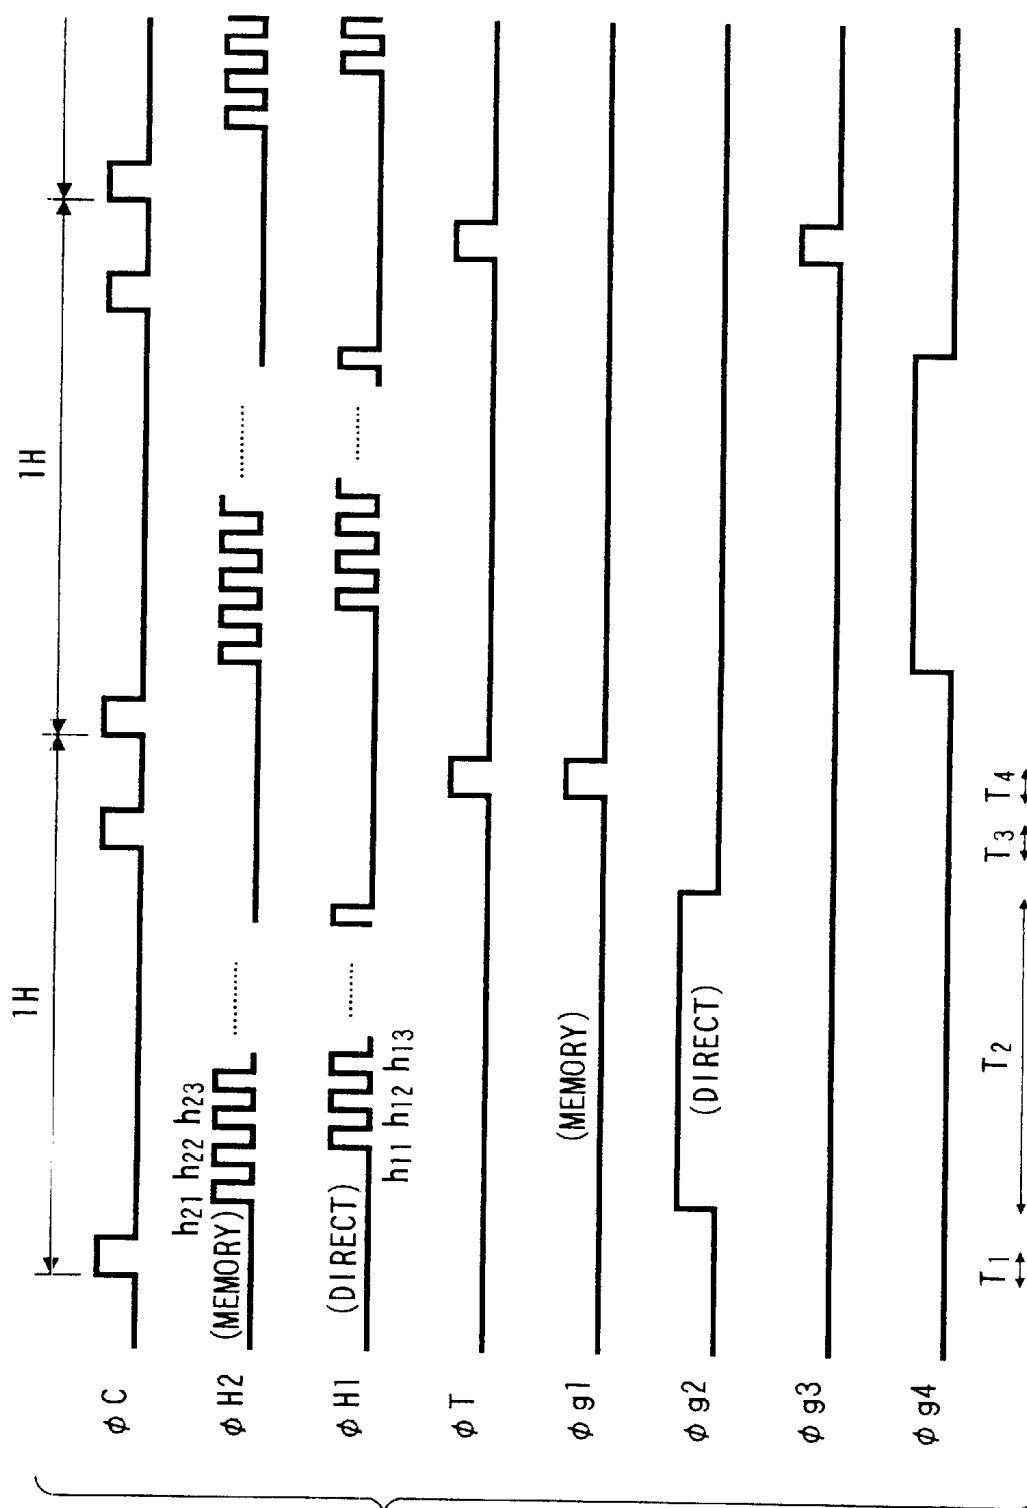 1H 1H
φC
φH2 (MEMORY) h21 h22 h23
φH1 (DIRECT) h11 h12 h13
φT
φg1 (MEMORY)
φg2 (DIRECT)
φg3
φg4
T1 T2 T3 T4